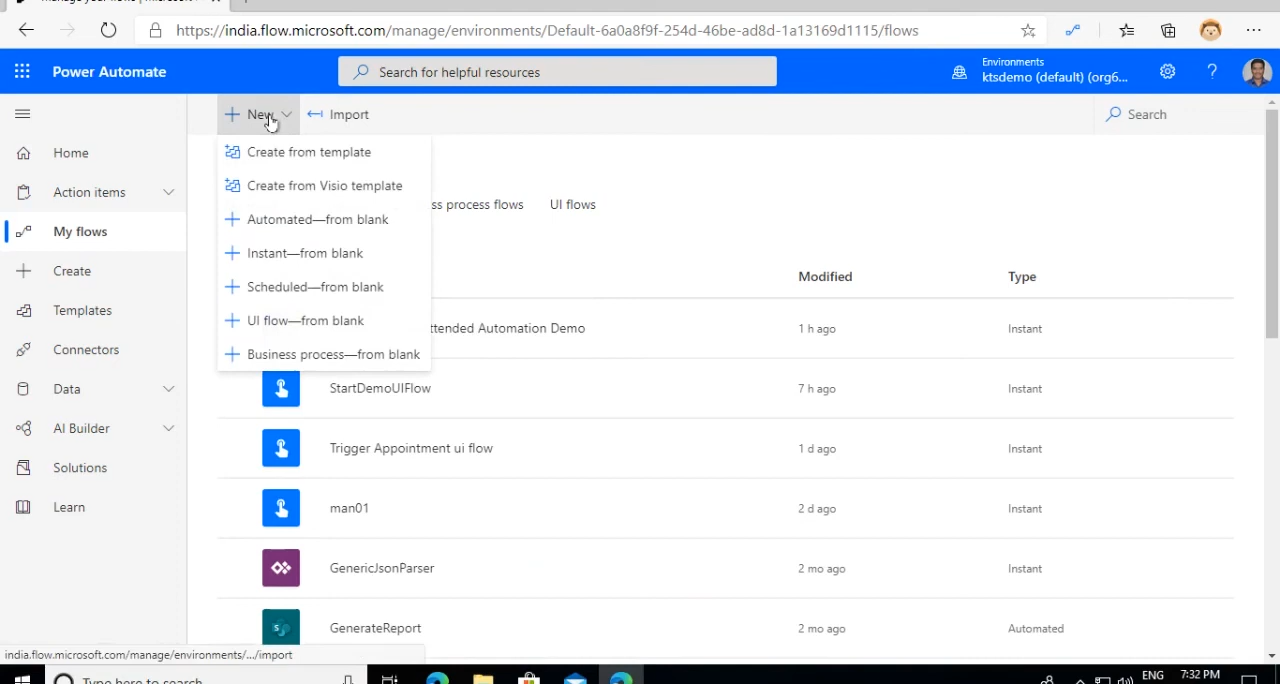 https://india.flow.microsoft.com/manage/environments/Default-6a0a8f9f-254d-46be-ad8d-1a13169d1115/flows
Power Automate
Search for helpful resources
Environments
ktsdemo (default) (org6...
New
Import
Search
Home
Action items
My flows
Create
Templates
Connectors
Data
AI Builder
Solutions
Learn
Create from template
Create from Visio template
Automated—from blank
Instant—from blank
Scheduled—from blank
UI flow—from blank
Business process—from blank
ss process flows UI flows
Modified Type
ttended Automation Demo 1 h ago Instant
StartDemoUIFlow 7 h ago Instant
Trigger Appointment ui flow 1 d ago Instant
man01 2 d ago Instant
GenericJsonParser 2 mo ago Instant
GenerateReport 2 mo ago Automated
india.flow.microsoft.com/manage/environments/.../import
Type here to search
ENG 7:32 PM